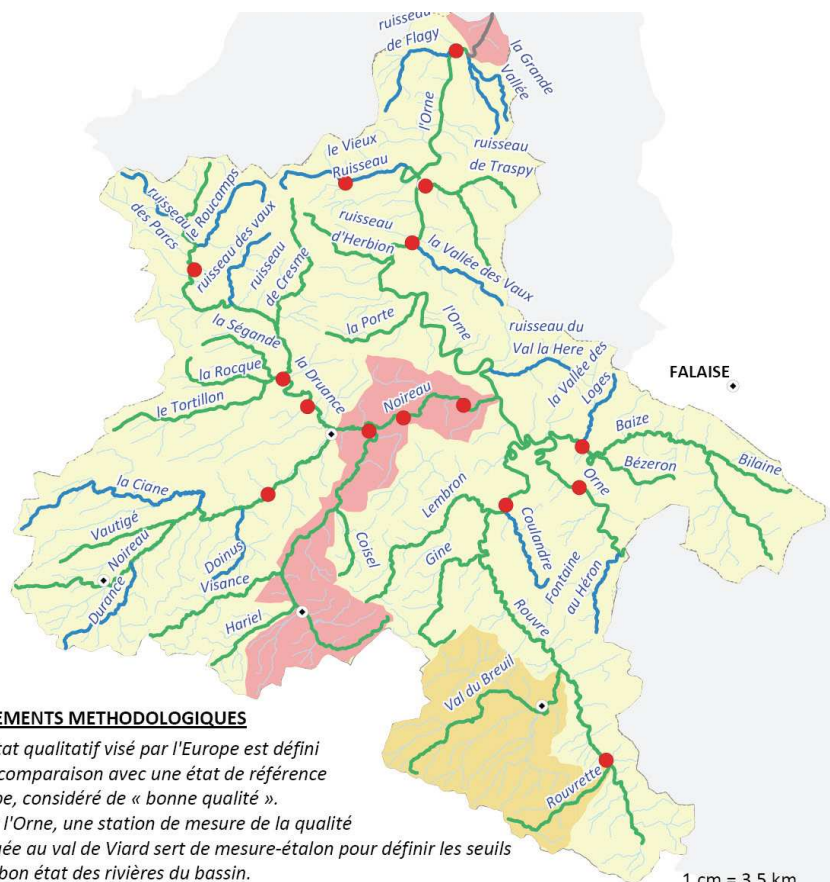 ruisseau
de Flagy
la Grande
Vallée
l'Orne
le Vieux
Ruisseau
ruisseau
de Traspy
ruisseau
des Parcs
le Roucamps
ruisseau des vaux
ruisseau
de Cresme
ruisseau
d'Herbion
la Vallée des Vaux
la Ségande
la Porte
l'Orne
ruisseau du
Val la Here
la Rocque
la Druance
Noireau
la Vallée des
Loges
FALAISE
le Tortillon
Baize
Bilaine
Bézeron
la Ciane
Lembron
Orne
Vautigé
Noireau
Doinus
Coisel
Gine
Coulandre
Fontaine
au Héron
Durance
Visance
Hariel
Rouvre
Val du Breuil
Rouvrette
EMENTS METHODOLOGIQUES
tat qualitatif visé par l'Europe est défini
comparaison avec une état de référence
pe, considéré de « bonne qualité ».
l'Orne, une station de mesure de la qualité
uée au val de Viard sert de mesure-étalon pour définir les seuils
bon état des rivières du bassin.
1 cm = 3,5 km